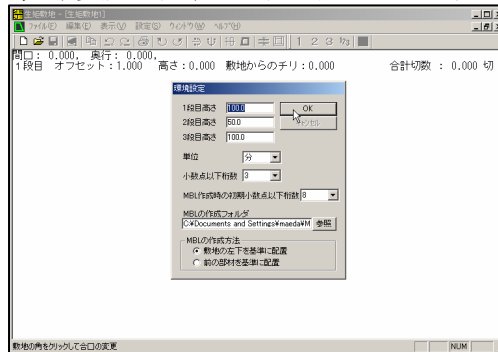 生矩敷地 - [生矩敷地1]
ファイル(F) 編集(E) 表示(V) 設定(S) ウィンドウ(W) ヘルプ(H)
1 2 3
間口: 0.000, 奥行: 0.000,
1段目 オフセット:1.000 高さ:0.000 敷地からのチリ:0.000 合計切数 : 0.000 切
環境設定
1段目高さ 100.0 OK
2段目高さ 50.0 キャンセル
3段目高さ 100.0
単位 分
小数点以下桁数 3
MBL作成時の初期小数点以下桁数 8
MBLの作成フォルダ
C:¥Documents and Settings¥maeda¥M 参照
MBLの作成方法
敷地の左下を基準に配置
前の部材を基準に配置
敷地の角をクリックして合口の変更 NUM